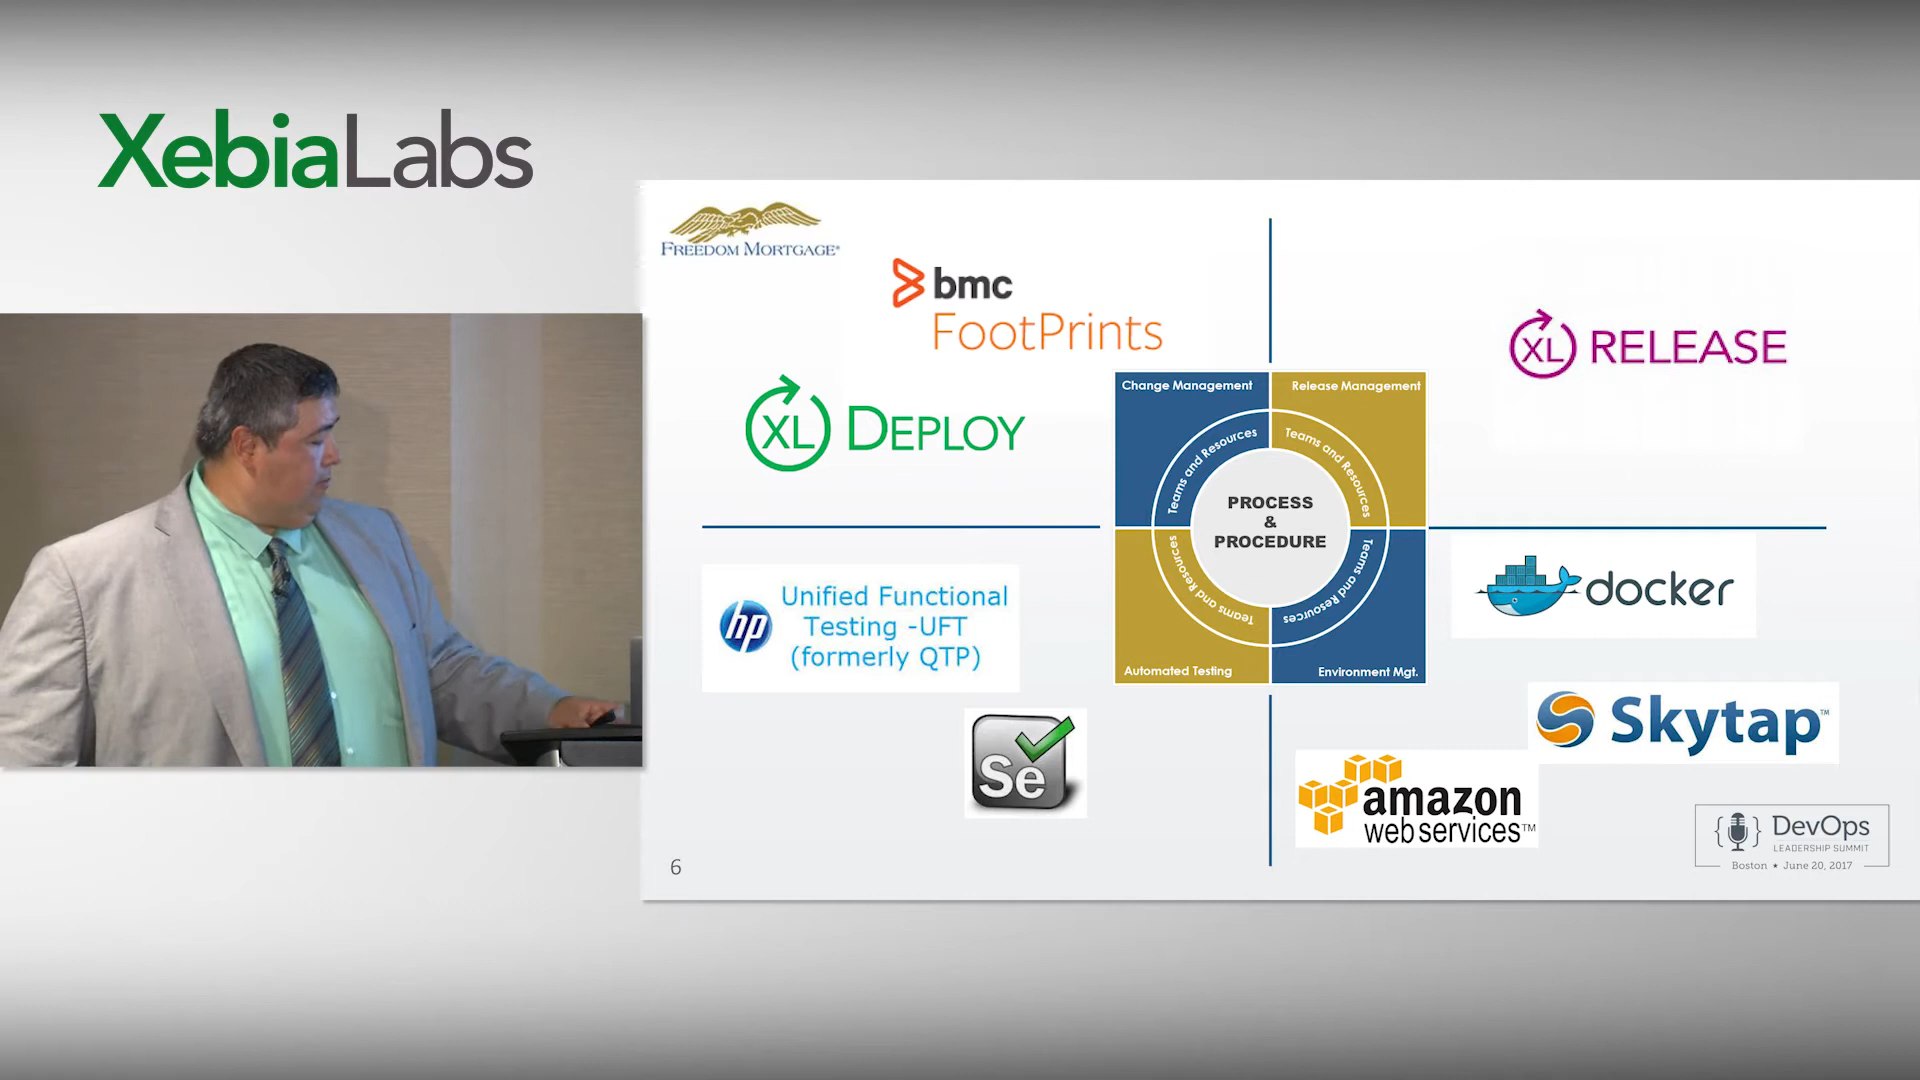 XebiaLabs
FREEDOM MORTGAGE®
bmc
FootPrints
XL DEPLOY
XL RELEASE
Change Management
Release Management
Teams and Resources
Teams and Resources
PROCESS
&
PROCEDURE
Teams and Resources
Teams and Resources
Automated Testing
Environment Mgt.
hp
Unified Functional
Testing -UFT
(formerly QTP)
Se
docker
Skytap™
amazon
web services™
{ } DevOps
LEADERSHIP SUMMIT
Boston ★ June 20, 2017
6